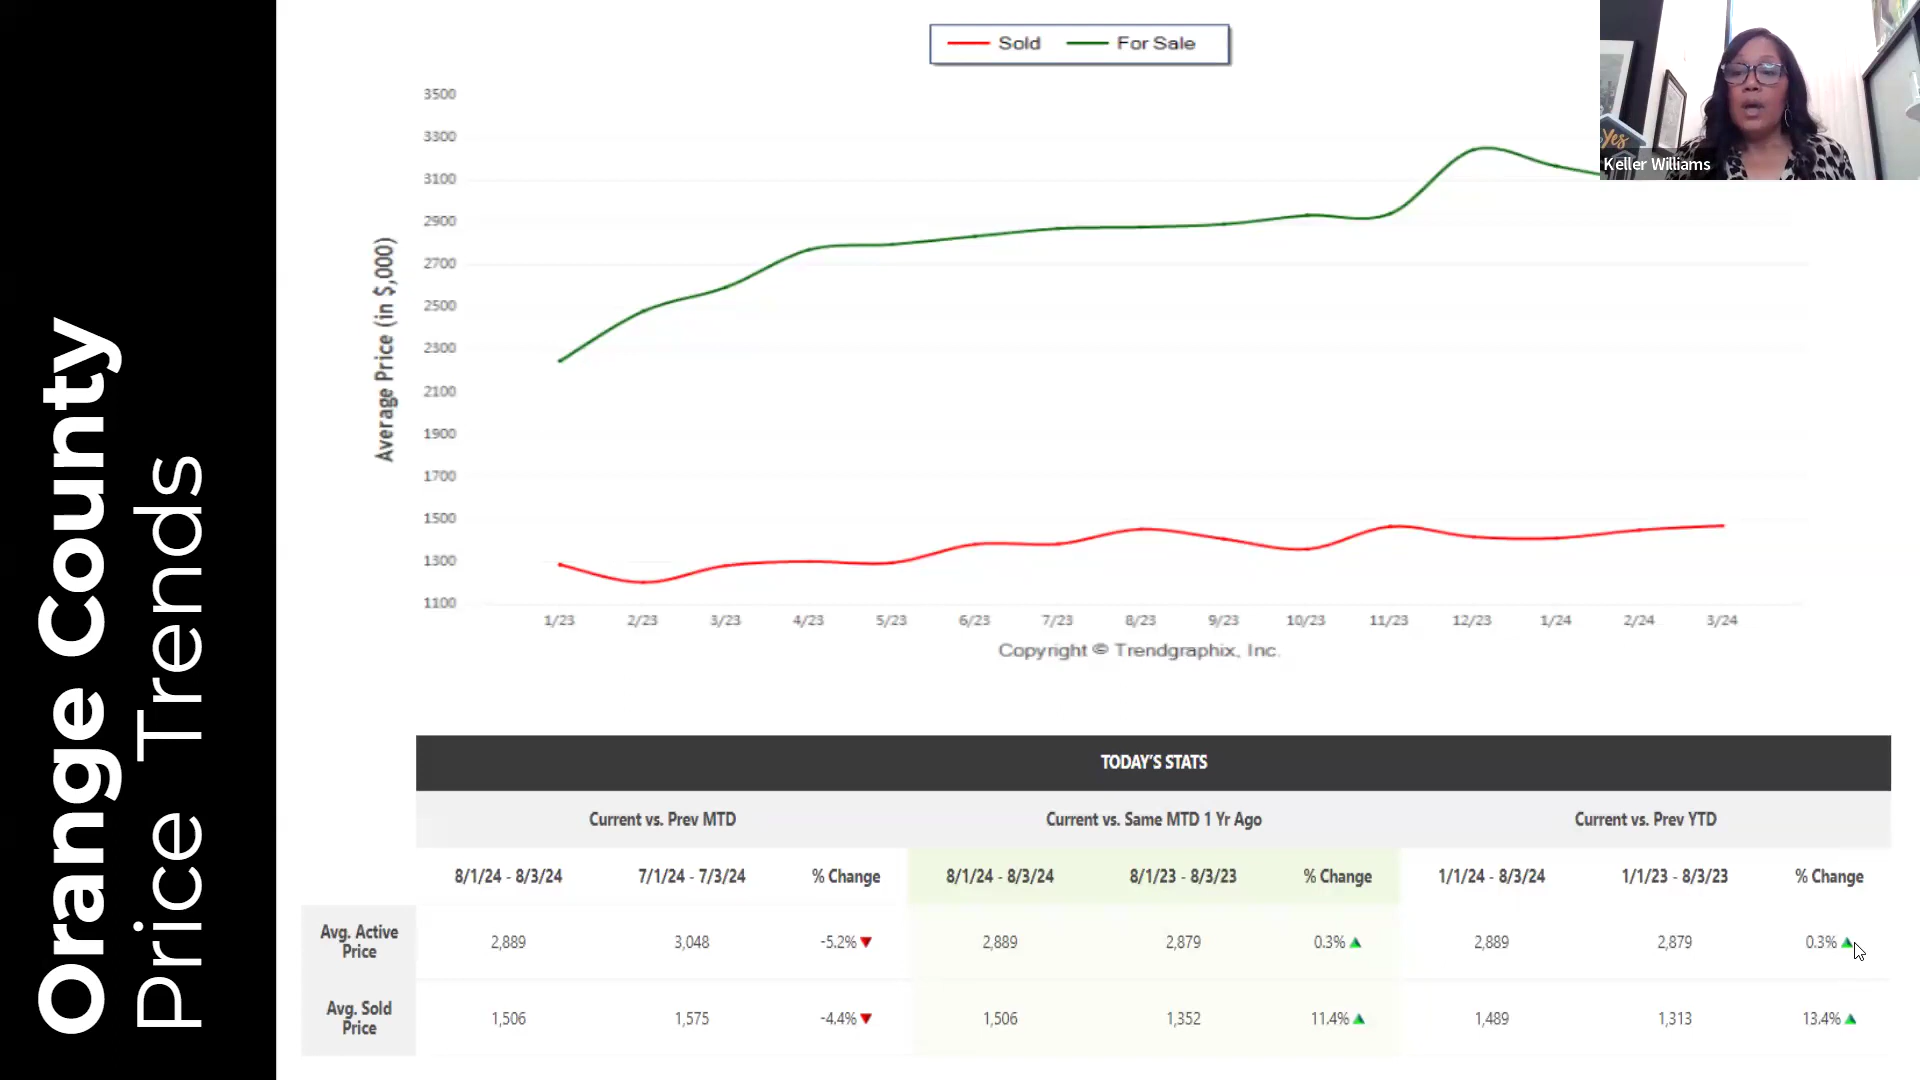 Orange County
Price Trends
Sold
For Sale
Yes
Keller Williams
Average Price (in $,000)
3500
3300
3100
2900
2700
2500
2300
2100
1900
1700
1500
1300
1100
1/23 2/23 3/23 4/23 5/23 6/23 7/23 8/23 9/23 10/23 11/23 12/23 1/24 2/24 3/24
Copyright © Trendgraphix, Inc.
TODAY'S STATS
Current vs. Prev MTD Current vs. Same MTD 1 Yr Ago Current vs. Prev YTD
8/1/24 - 8/3/24 7/1/24 - 7/3/24 % Change 8/1/24 - 8/3/24 8/1/23 - 8/3/23 % Change 1/1/24 - 8/3/24 1/1/23 - 8/3/23 % Change
Avg. Active
Price
2,889 3,048 -5.2% 2,889 2,879 0.3% 2,889 2,879 0.3%
Avg. Sold
Price
1,506 1,575 -4.4% 1,506 1,352 11.4% 1,489 1,313 13.4%